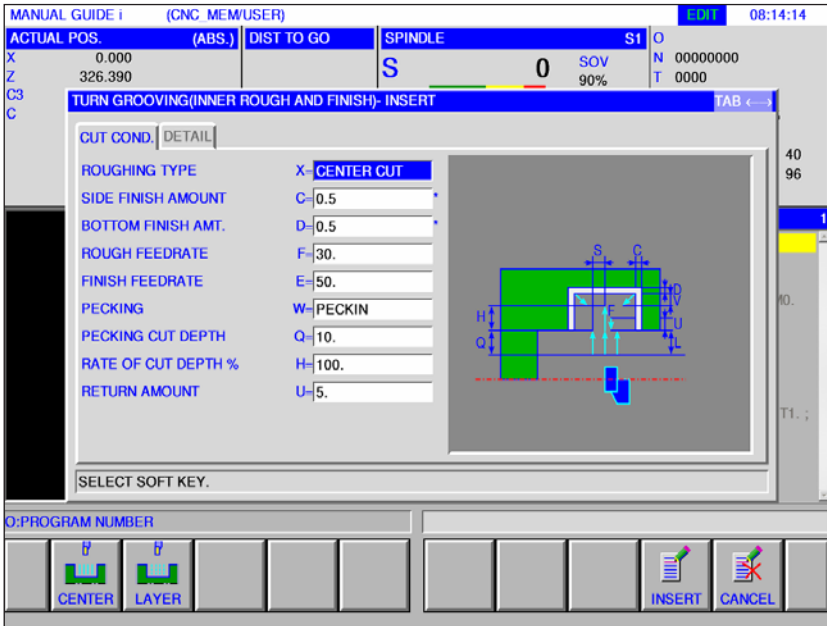 MANUAL GUIDE i (CNC_MEM/USER) EDIT 08:14:14
ACTUAL POS. (ABS.) DIST TO GO SPINDLE S1 O
X 0.000 S 0 SOV N 00000000
Z 326.390 90% T 0000
C3
C
TURN GROOVING(INNER ROUGH AND FINISH)- INSERT TAB ←→
CUT COND. DETAIL
40
96
ROUGHING TYPE X= CENTER CUT
SIDE FINISH AMOUNT C= 0.5 *
BOTTOM FINISH AMT. D= 0.5 *
ROUGH FEEDRATE F= 30.
FINISH FEEDRATE E= 50.
PECKING W= PECKIN
PECKING CUT DEPTH Q= 10.
RATE OF CUT DEPTH % H= 100.
RETURN AMOUNT U= 5.
S C
D
V
H F U
Q L
1
M0.
T1. ;
SELECT SOFT KEY.
O:PROGRAM NUMBER
CENTER LAYER INSERT CANCEL